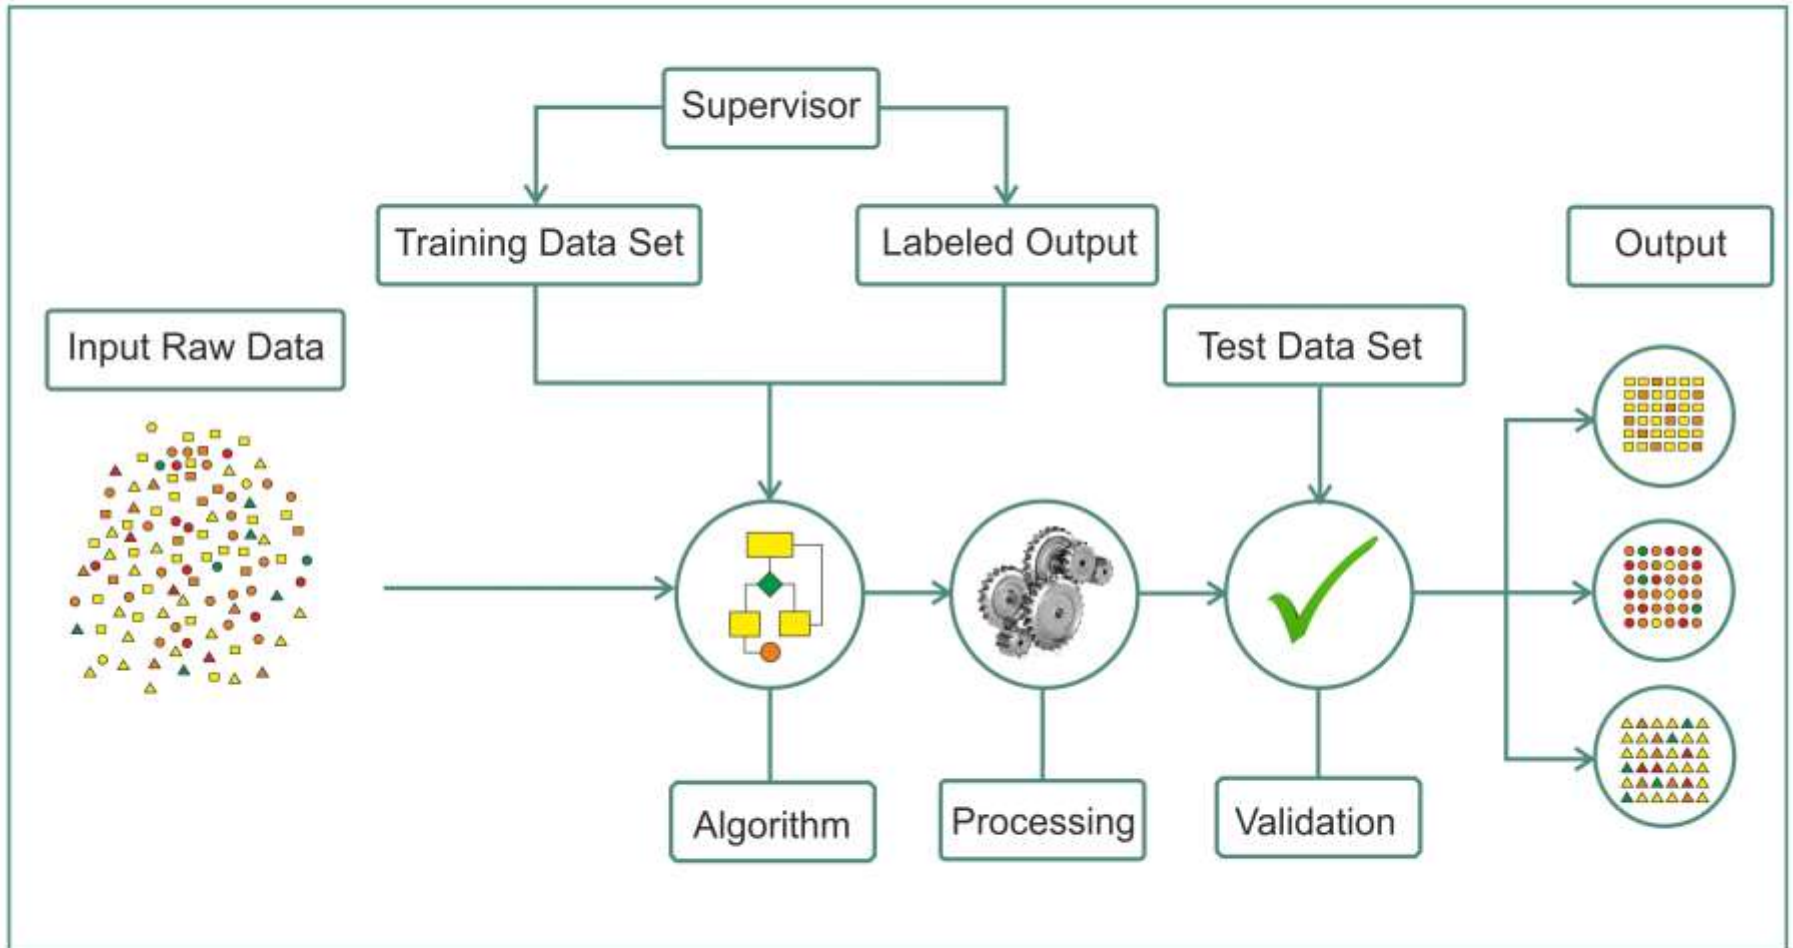 Supervisor
Training Data Set
Labeled Output
Output
Input Raw Data
Test Data Set
Algorithm
Processing
Validation